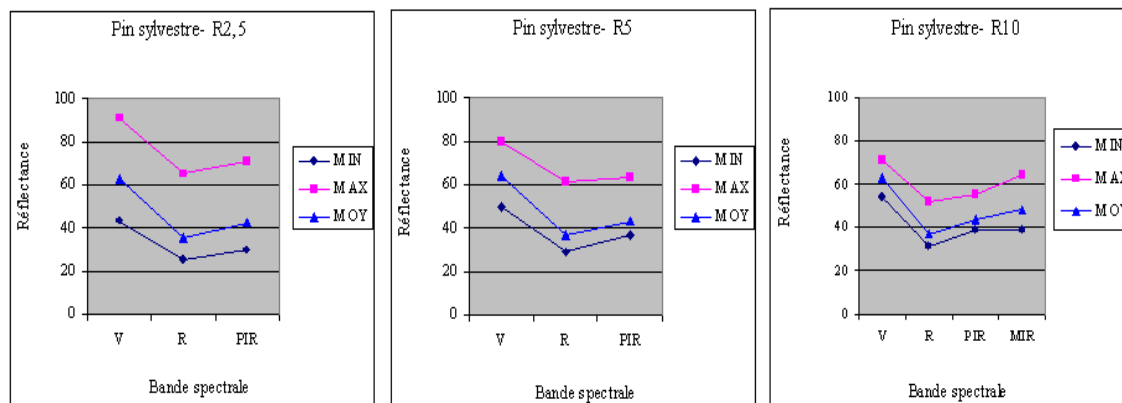 Pin sylvestre- R2,5
Réflectance
100
80
60
40
20
0
V R PIR
Bande spectrale
MIN
MAX
MOY
Pin sylvestre- R5
Réflectance
100
80
60
40
20
0
V R PIR
Bande spectrale
MIN
MAX
MOY
Pin sylvestre- R10
Réflectance
100
80
60
40
20
0
V R PIR MIR
Bande spectrale
MIN
MAX
MOY